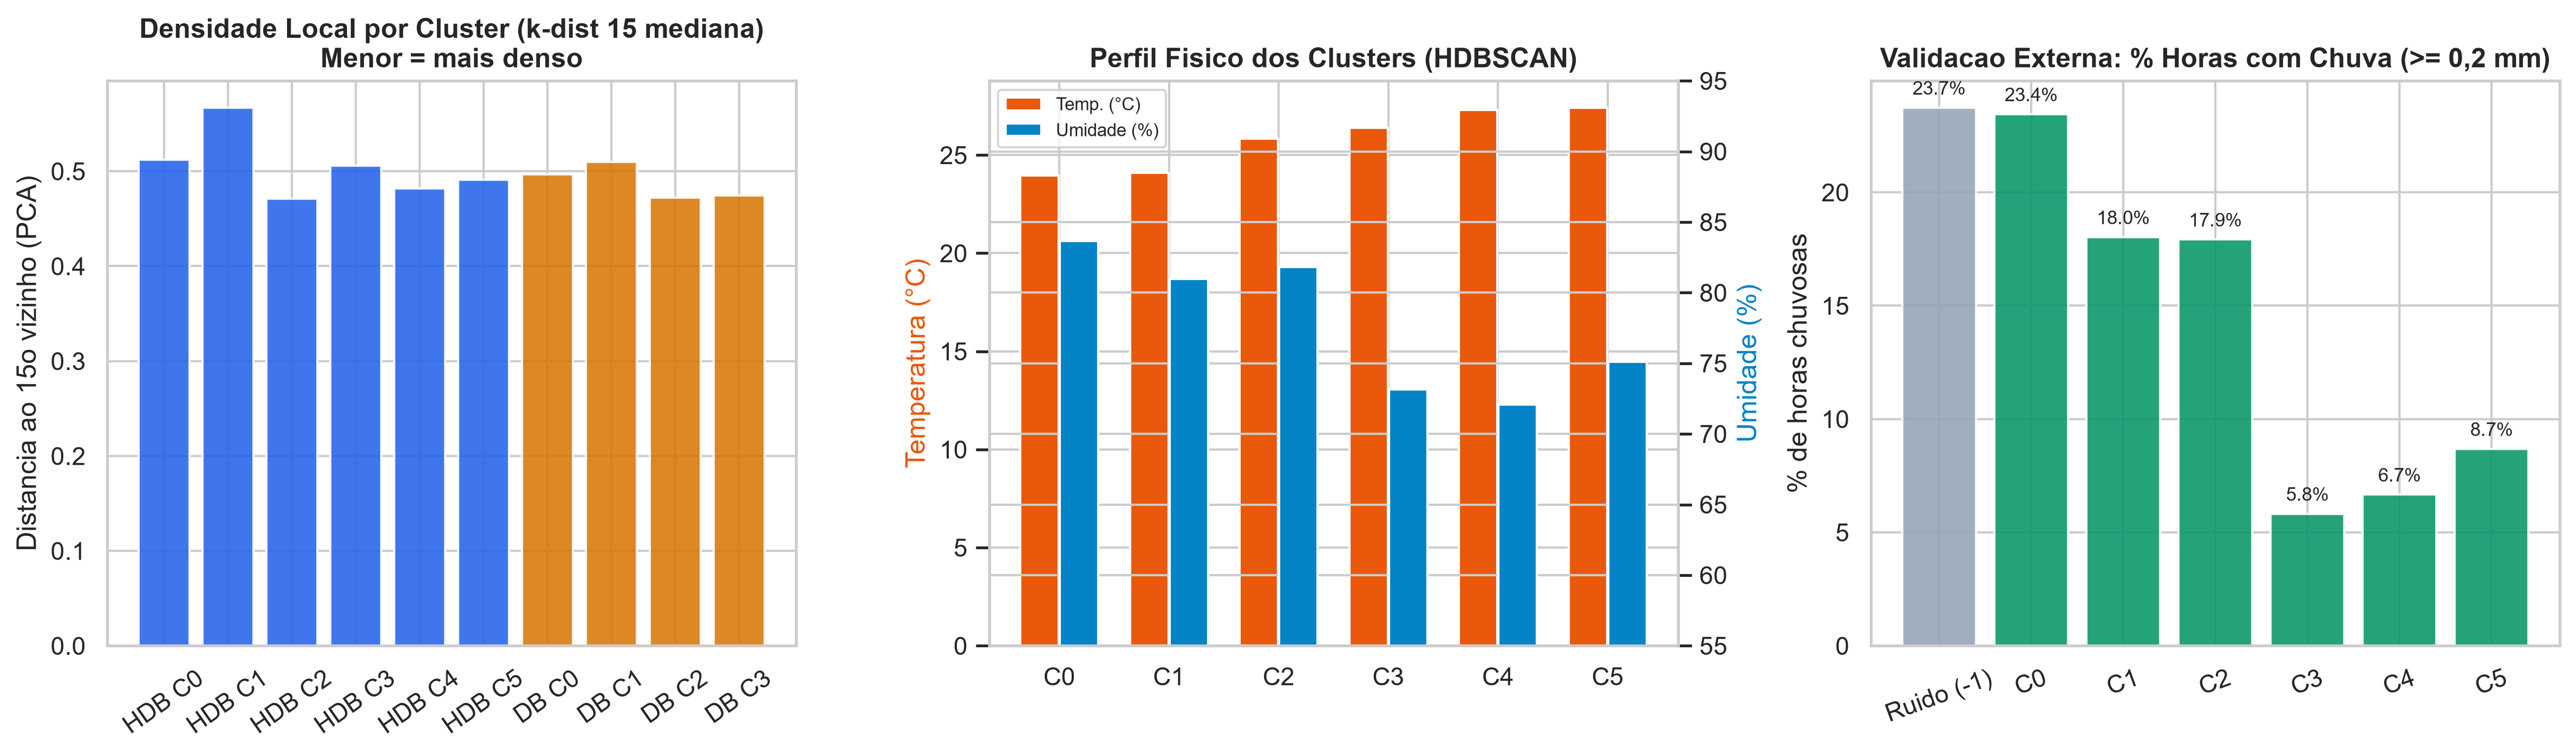 Densidade Local por Cluster (k-dist 15 mediana)
Menor = mais denso
Distancia ao 15o vizinho (PCA)
0.5
0.4
0.3
0.2
0.1
0.0
HDB C0
HDB C1
HDB C2
HDB C3
HDB C4
HDB C5
DB C0
DB C1
DB C2
DB C3
Perfil Fisico dos Clusters (HDBSCAN)
Temp. (°C)
Umidade (%)
Temperatura (°C)
25
20
15
10
5
0
C0
C1
C2
C3
C4
C5
95
90
85
80
75
70
65
60
55
Umidade (%)
Validacao Externa: % Horas com Chuva (>= 0,2 mm)
% de horas chuvosas
20
15
10
5
0
23.7%
23.4%
18.0%
17.9%
5.8%
6.7%
8.7%
Ruido (-1)
C0
C1
C2
C3
C4
C5